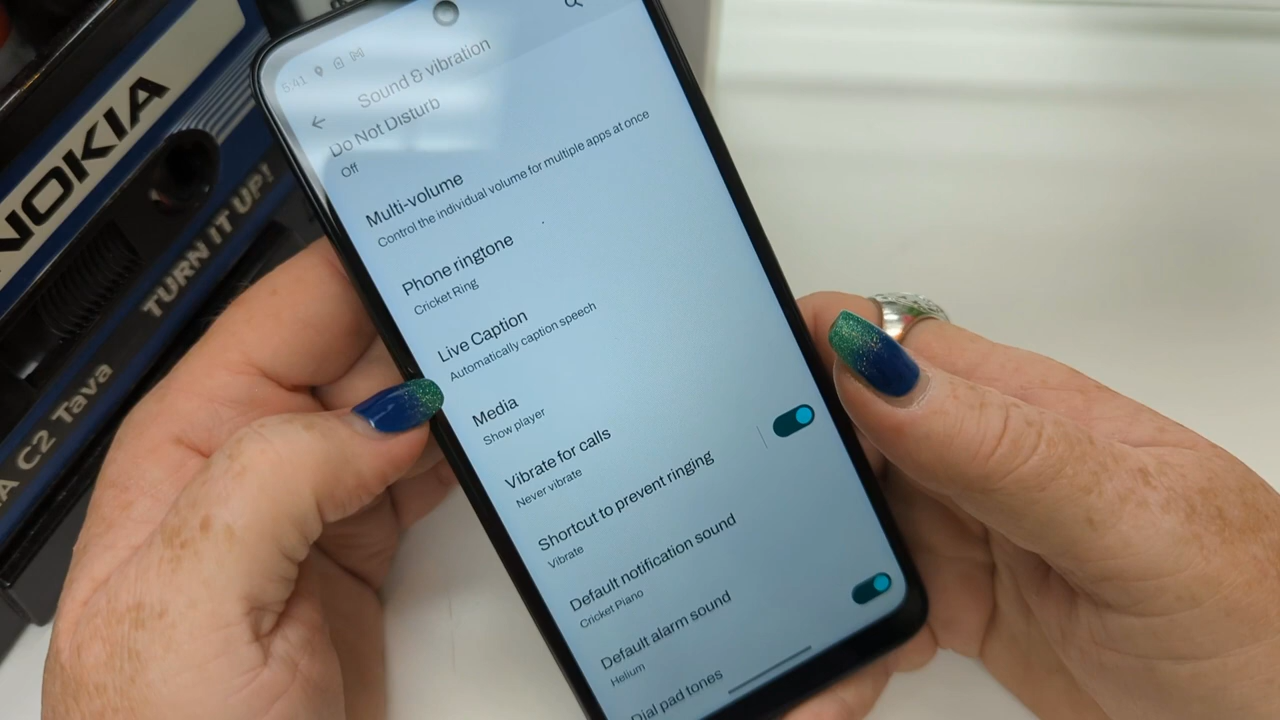 NOKIA
TURN IT UP!
A C2 Tava
5:41
Sound & vibration
Do Not Disturb
Off
Multi-volume
Control the individual volume for multiple apps at once
Phone ringtone
Cricket Ring
Live Caption
Automatically caption speech
Media
Show player
Vibrate for calls
Never vibrate
Shortcut to prevent ringing
Vibrate
Default notification sound
Cricket Piano
Default alarm sound
Helium
Dial pad tones